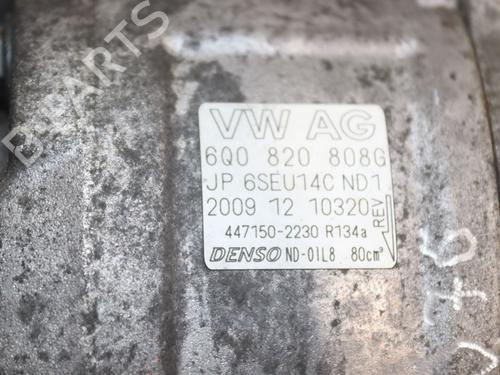 B-PARTS
VW AG
6Q0 820 808G
JP 6SEU14C ND1
2009 12 10320
REV
447150-2230 R134a
DENSO ND-OIL8 80cm³